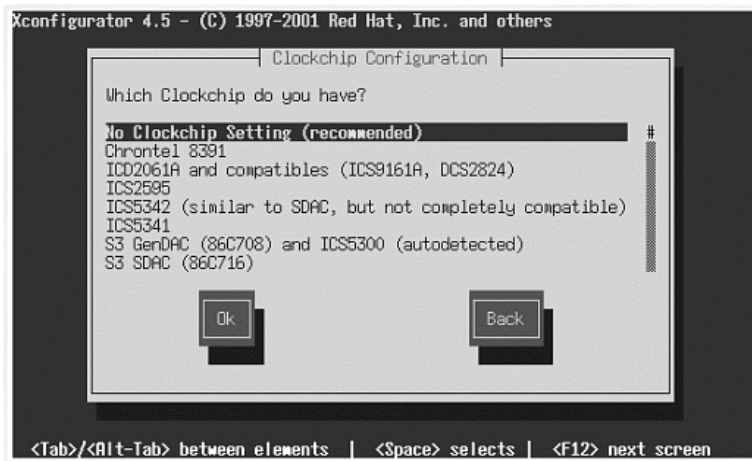 Xconfigurator 4.5 - (C) 1997-2001 Red Hat, Inc. and others
Clockchip Configuration
Which Clockchip do you have?
No Clockchip Setting (recommended)
#
Chrontel 8391
ICD2061A and compatibles (ICS9161A, DCS2824)
ICS2595
ICS5342 (similar to SDAC, but not completely compatible)
ICS5341
S3 GenDAC (86C708) and ICS5300 (autodetected)
S3 SDAC (86C716)
Ok
Back
<Tab>/<Alt-Tab> between elements | <Space> selects | <F12> next screen